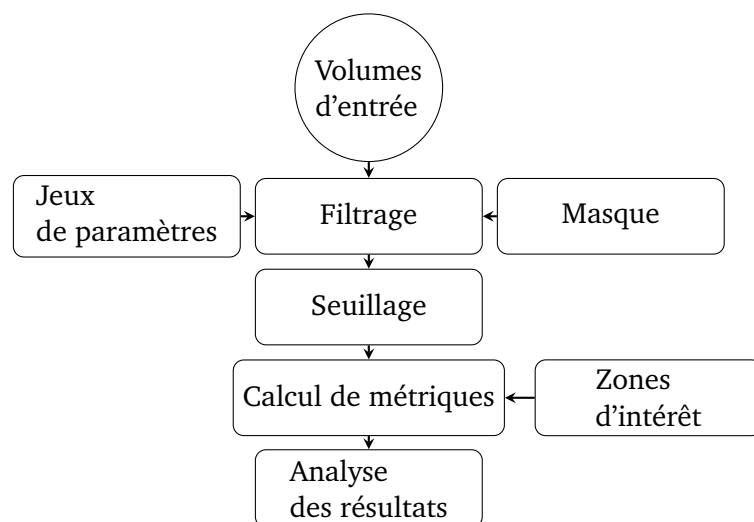 Volumes
d'entrée
Jeux
de paramètres
Filtrage
Masque
Seuillage
Calcul de métriques
Zones
d'intérêt
Analyse
des résultats